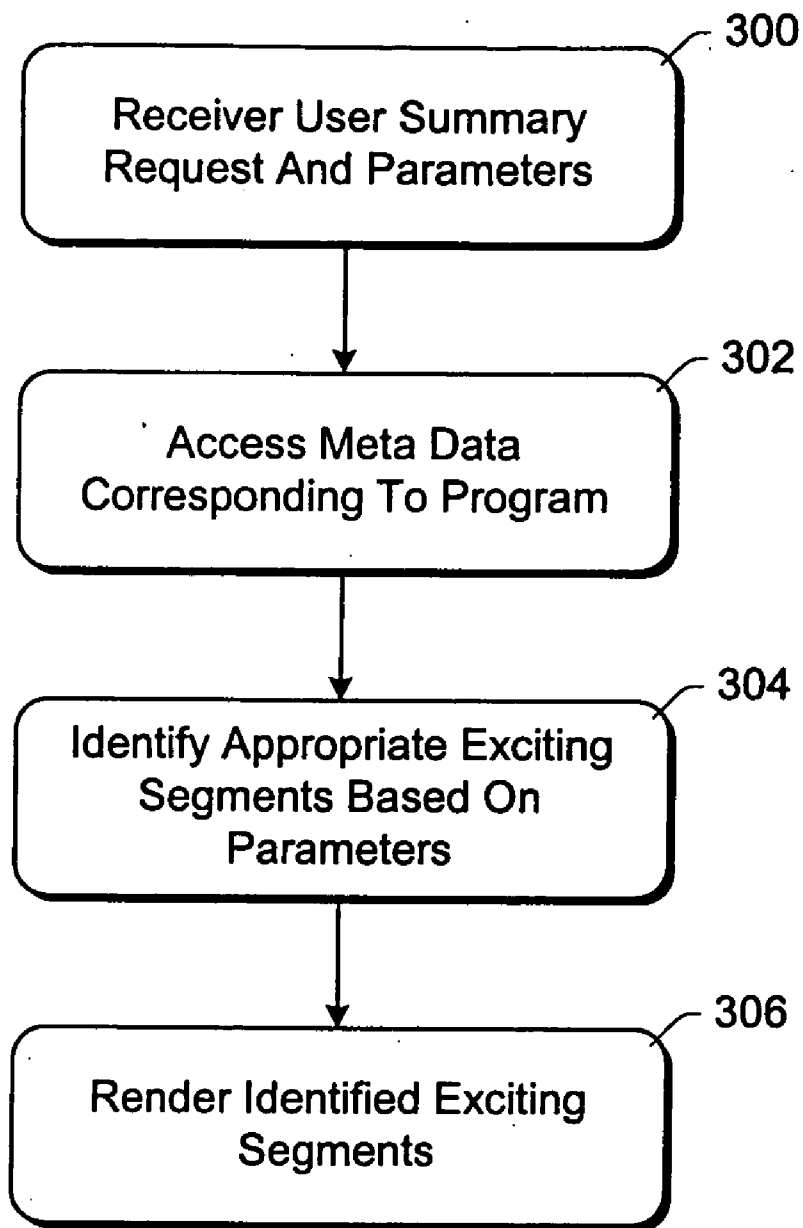 300
Receiver User Summary
Request And Parameters
302
Access Meta Data
Corresponding To Program
304
Identify Appropriate Exciting
Segments Based On
Parameters
306
Render Identified Exciting
Segments